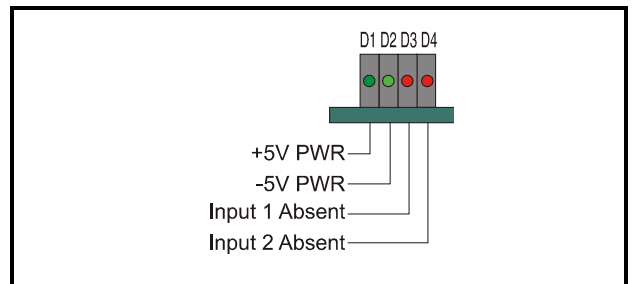 D1 D2 D3 D4
+5V PWR
-5V PWR
Input 1 Absent
Input 2 Absent